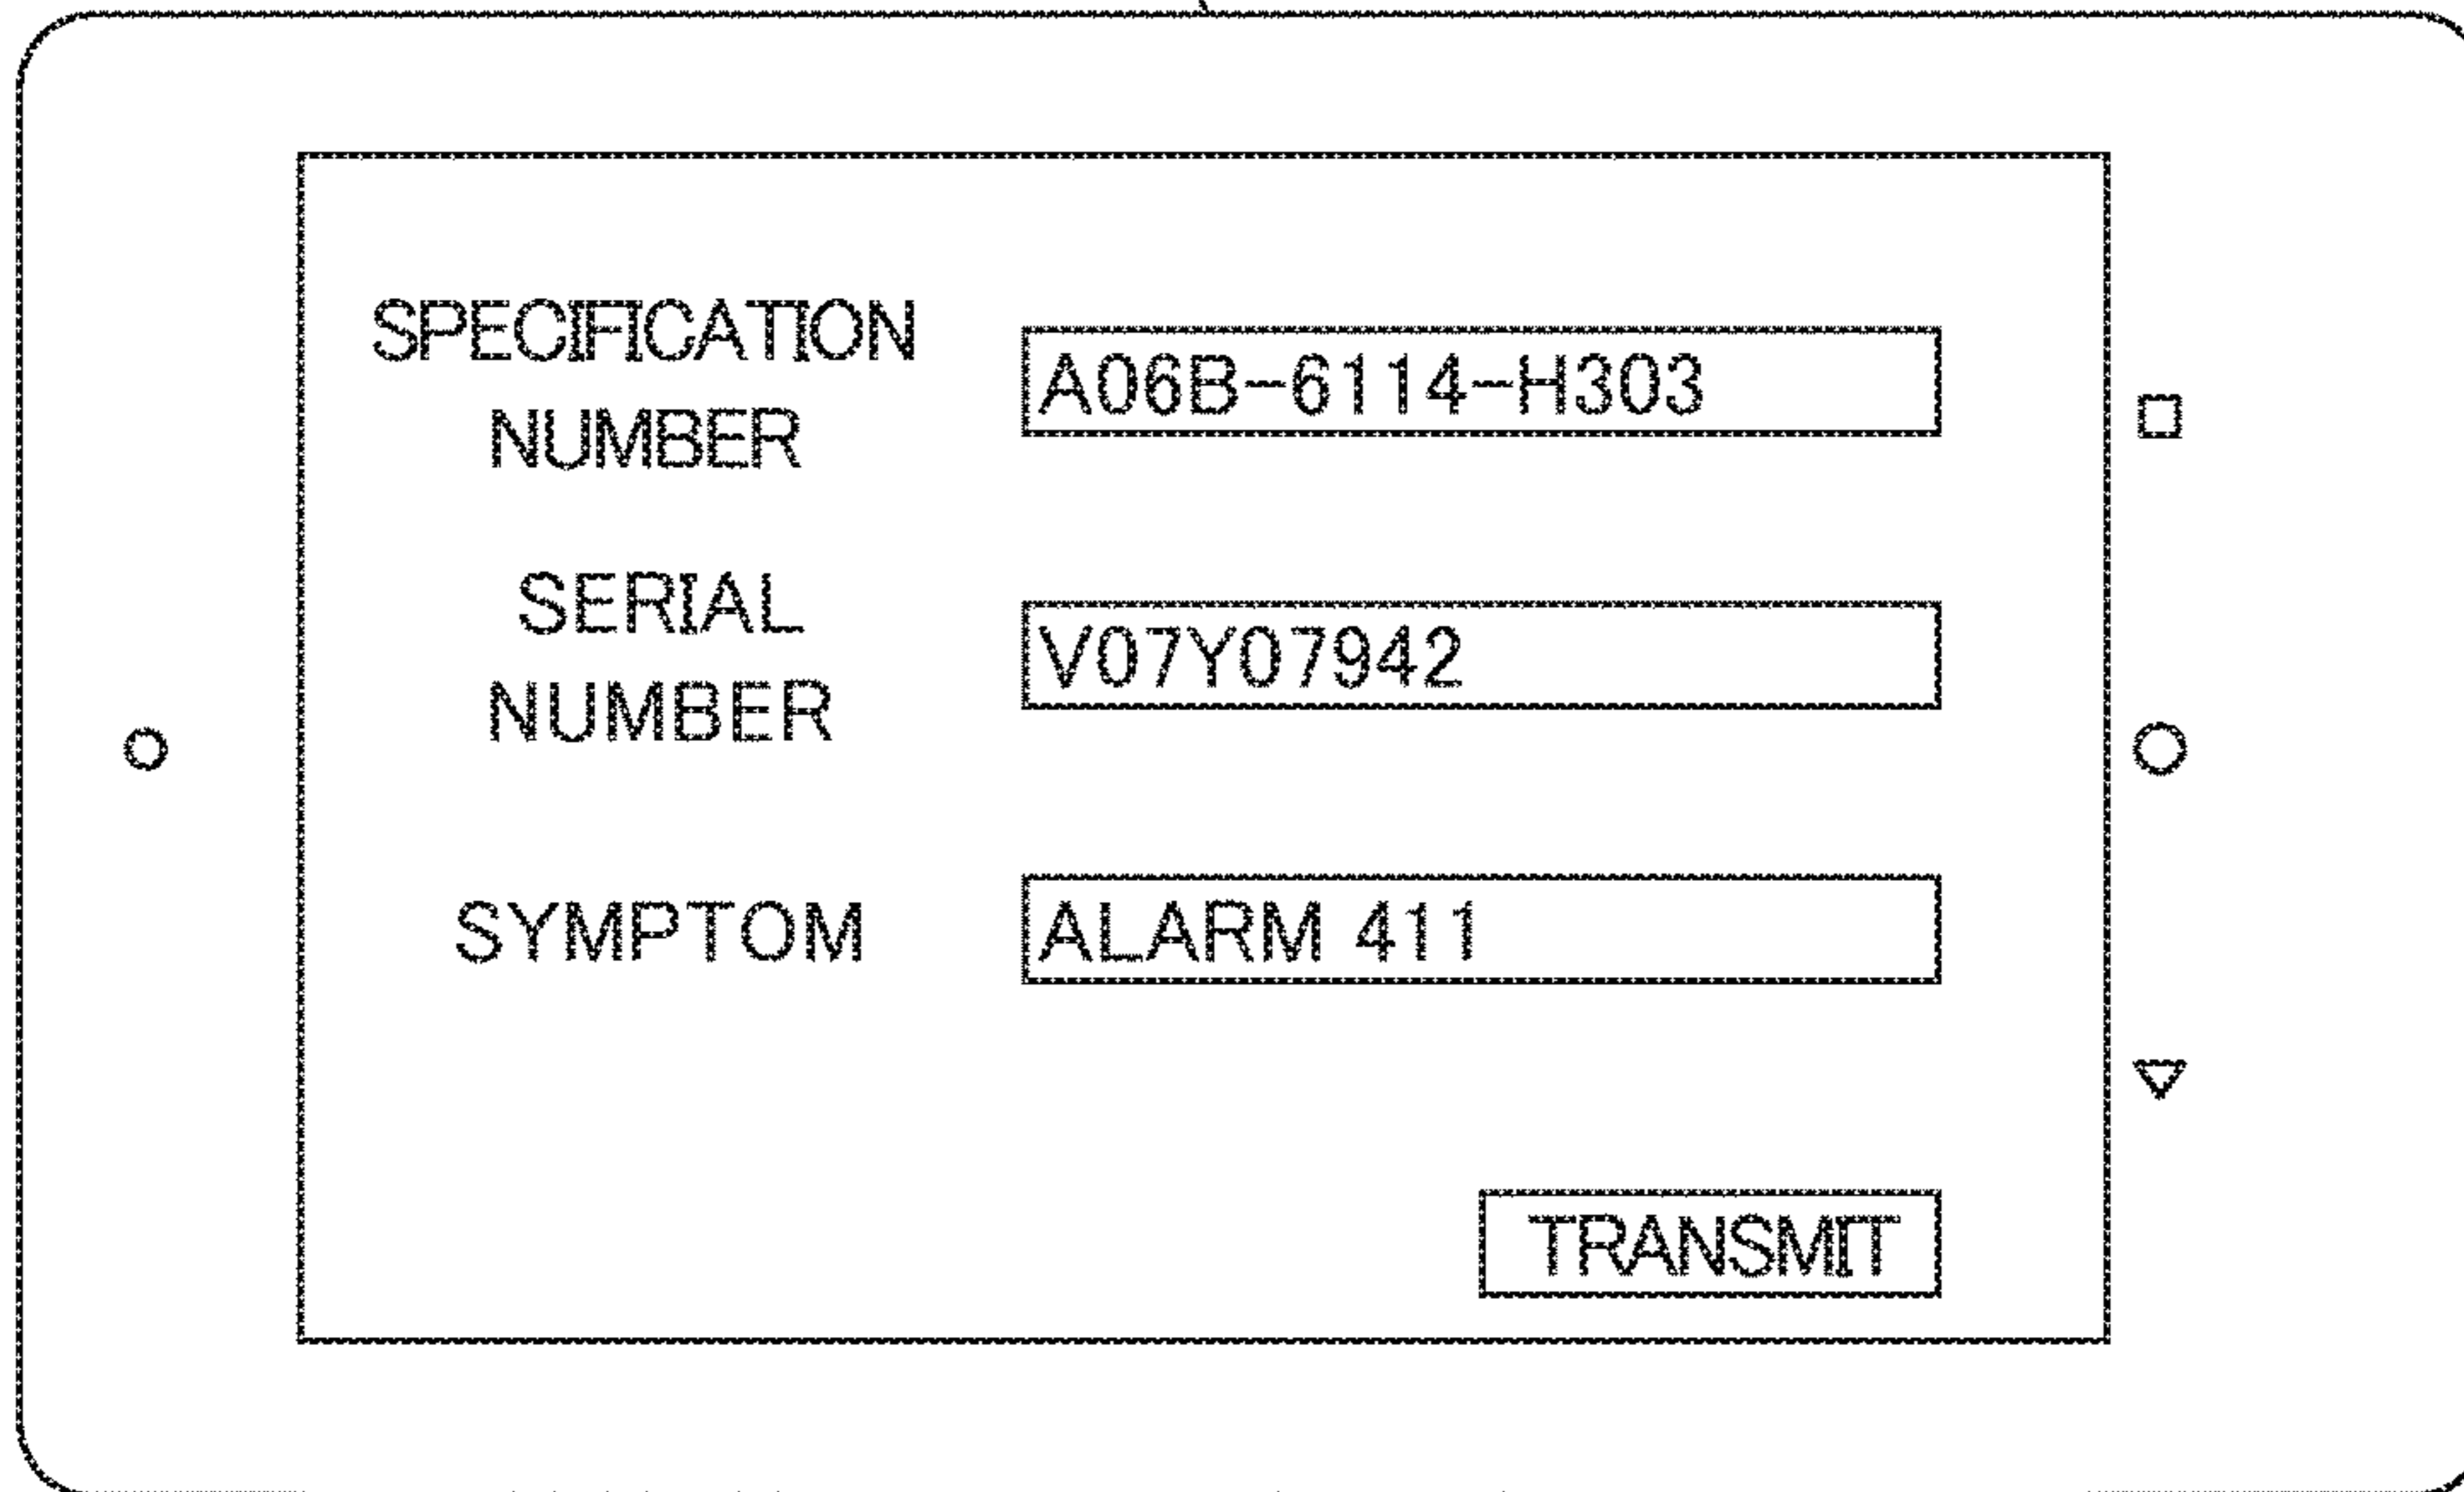 SPECIFICATION
NUMBER
A06B-6114-H303
SERIAL
NUMBER
V07Y07942
SYMPTOM
ALARM 411
TRANSMIT